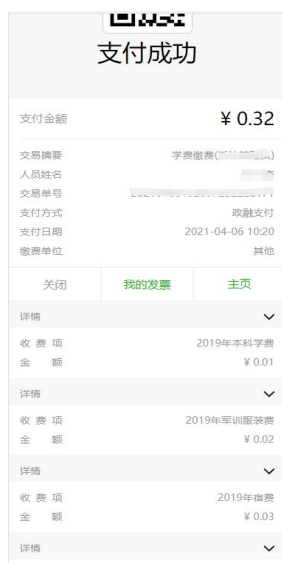 支付成功
支付金额 ¥ 0.32
交易摘要 学费缴费(
人员姓名
交易单号
支付方式 政融支付
支付日期 2021-04-06 10:20
缴费单位 其他
关闭 我的发票 主页
详情
收 费 项 2019年本科学费
金 额 ¥ 0.01
详情
收 费 项 2019年军训服装费
金 额 ¥ 0.02
详情
收 费 项 2019年宿费
金 额 ¥ 0.03
详情